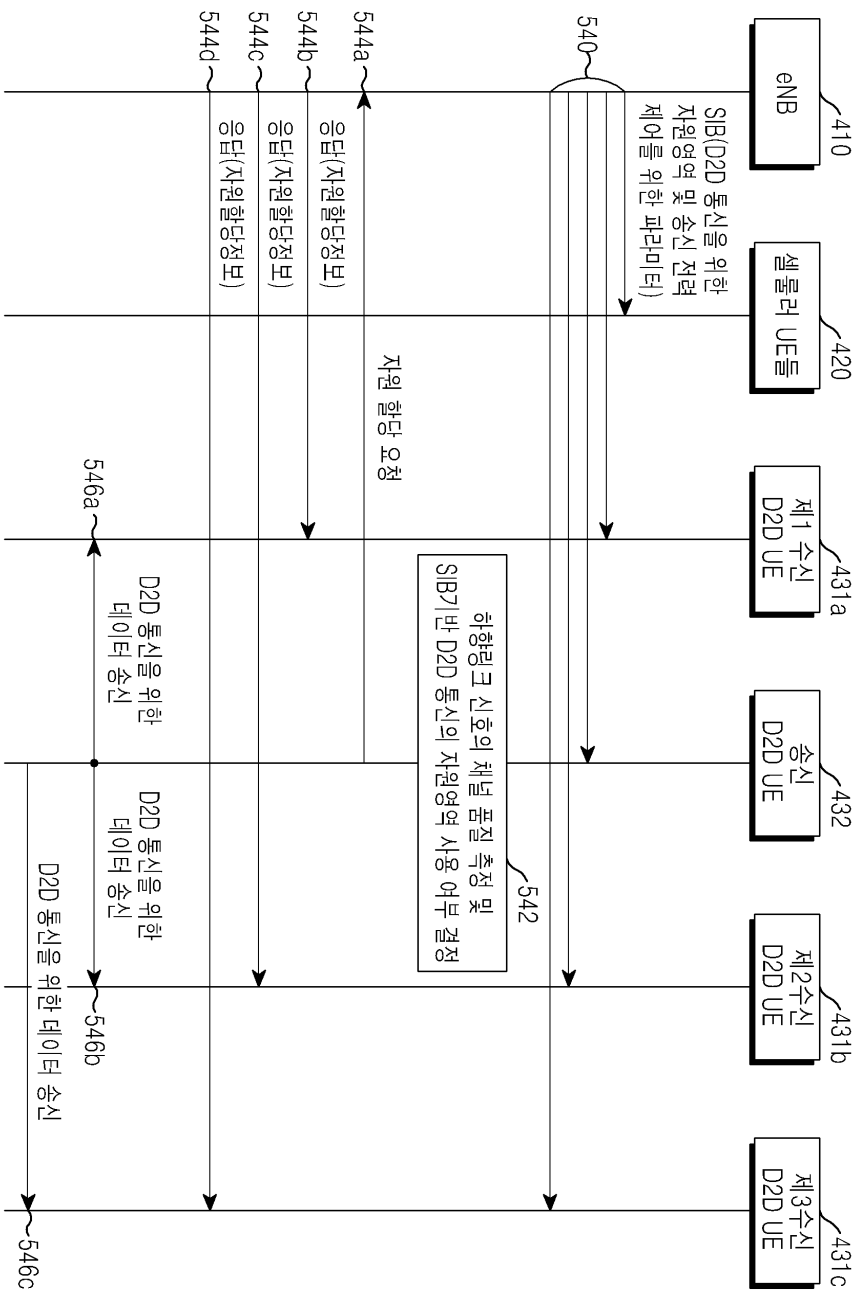 410
eNB
420
셀룰러 UE들
431a
제1 수신
D2D UE
432
송신
D2D UE
431b
제2수신
D2D UE
431c
제3수신
D2D UE
540
SIB(D2D 통신을 위한
자원영역 및 송신 전력
제어를 위한 파라미터)
542
하향링크 신호의 채널 품질 측정 및
SIB기반 D2D 통신의 자원영역 사용 여부 결정
544a
자원 할당 요청
544b
응답(자원할당정보)
544c
응답(자원할당정보)
544d
응답(자원할당정보)
D2D 통신을 위한
데이터 송신
546a
D2D 통신을 위한
데이터 송신
546b
D2D 통신을 위한 데이터 송신
546c